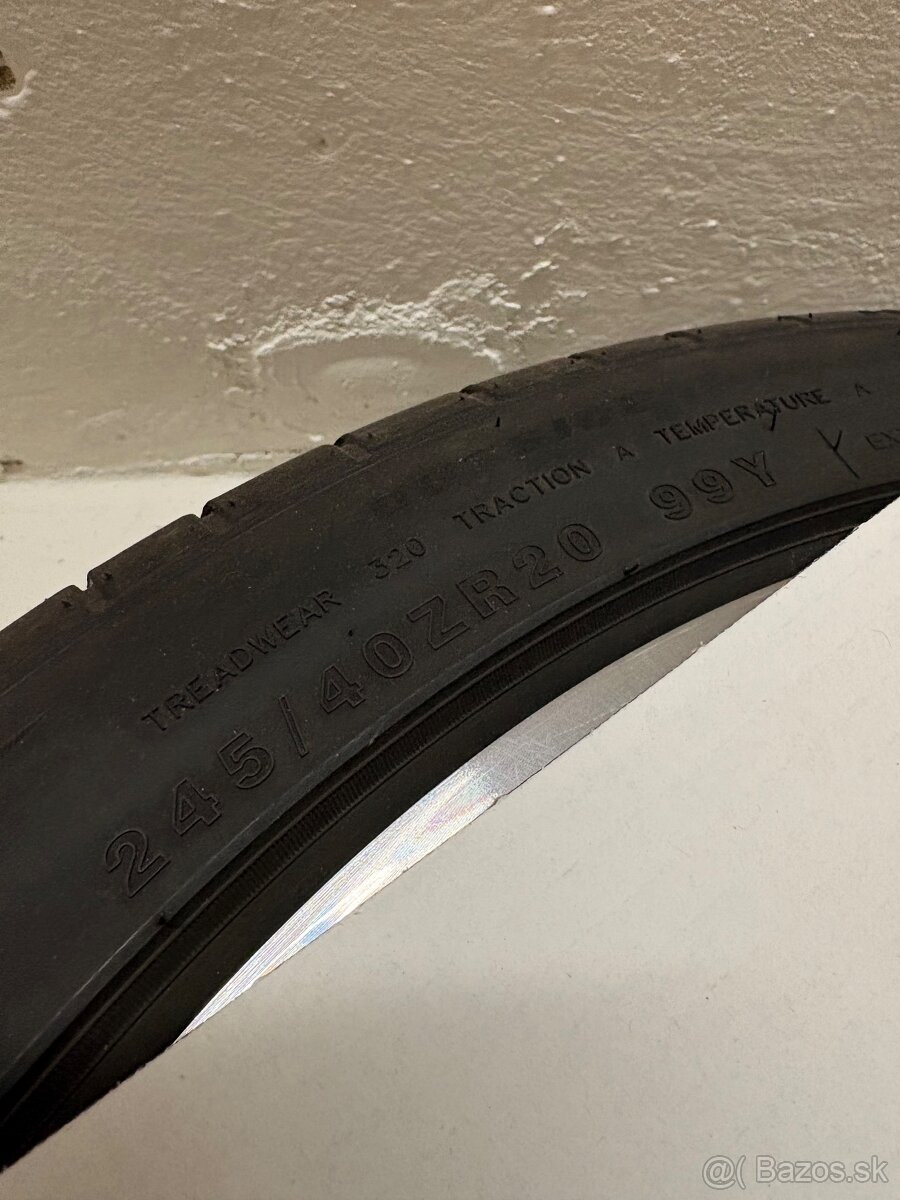 TREADWEAR 320 TRACTION A TEMPERATURE A
245/40ZR20 99Y
@( Bazos.sk